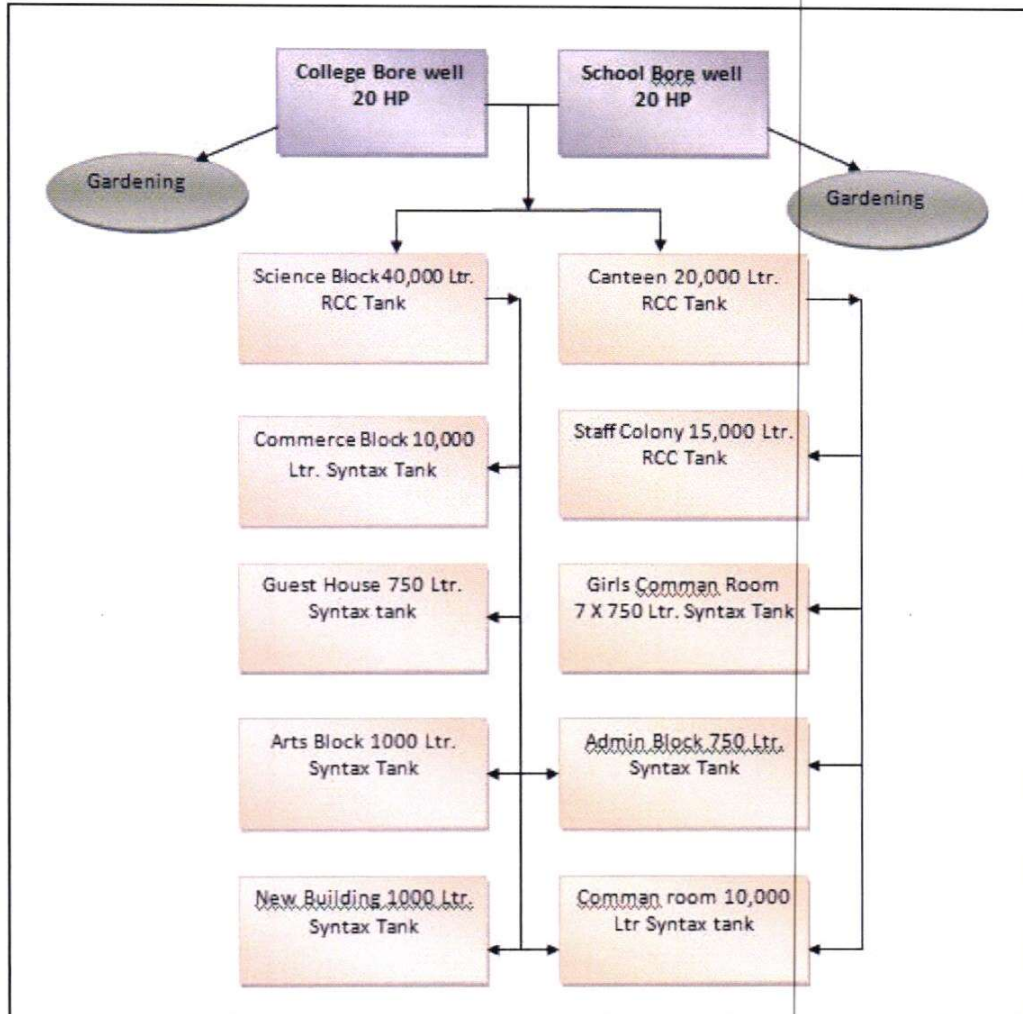 College Bore well
20 HP
School Bore well
20 HP
Gardening
Gardening
Science Block 40,000 Ltr.
RCC Tank
Canteen 20,000 Ltr.
RCC Tank
Commerce Block 10,000
Ltr. Syntax Tank
Staff Colony 15,000 Ltr.
RCC Tank
Guest House 750 Ltr.
Syntax tank
Girls Comman Room
7 X 750 Ltr. Syntax Tank
Arts Block 1000 Ltr.
Syntax Tank
Admin Block 750 Ltr.
Syntax Tank
New Building 1000 Ltr.
Syntax Tank
Comman room 10,000
Ltr Syntax tank